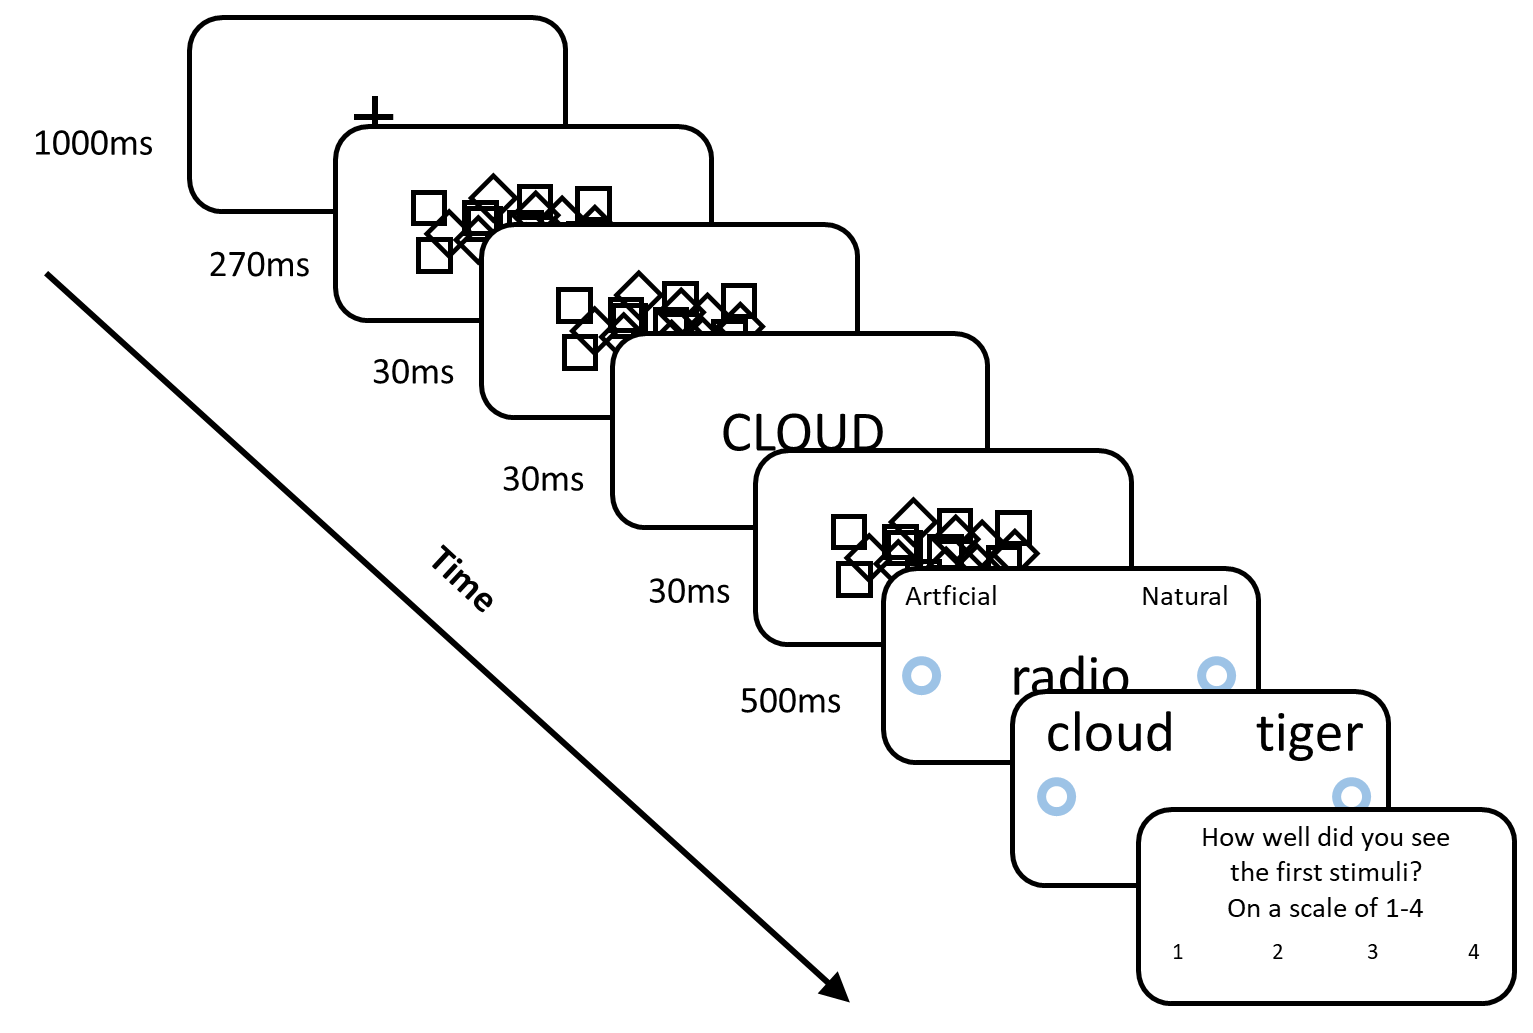 1000ms
270ms
30ms
CLOUD
30ms
30ms
Time
Artficial Natural
radio
500ms
cloud tiger
How well did you see
the first stimuli?
On a scale of 1-4
1 2 3 4